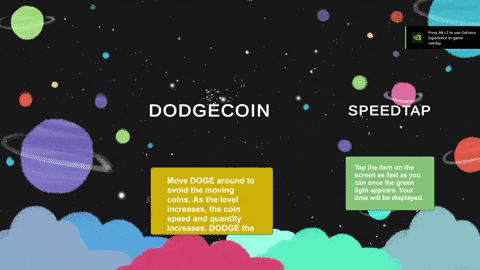 Press Alt+Z to use GeForce
Experience in-game
overlay
DODGECOIN
SPEEDTAP
Move DOGE around to
avoid the moving
coins. As the level
increases, the coin
speed and quantity
increases. DODGE the
Tap the item on the
screen as fast as you
can once the green
light appears. Your
time will be displayed.